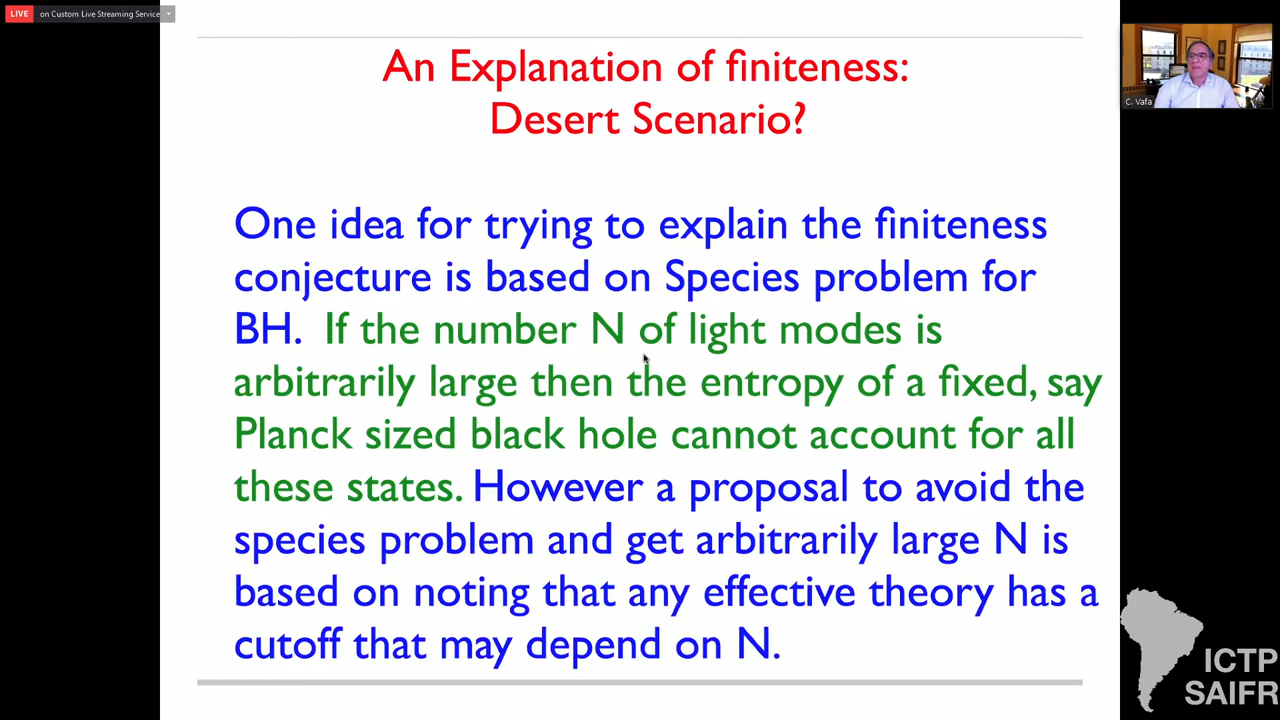 LIVE on Custom Live Streaming Service
An Explanation of finiteness:
Desert Scenario?
C. Vafa
One idea for trying to explain the finiteness
conjecture is based on Species problem for
BH. If the number N of light modes is
arbitrarily large then the entropy of a fixed, say
Planck sized black hole cannot account for all
these states. However a proposal to avoid the
species problem and get arbitrarily large N is
based on noting that any effective theory has a
cutoff that may depend on N.
ICTP
SAIFR